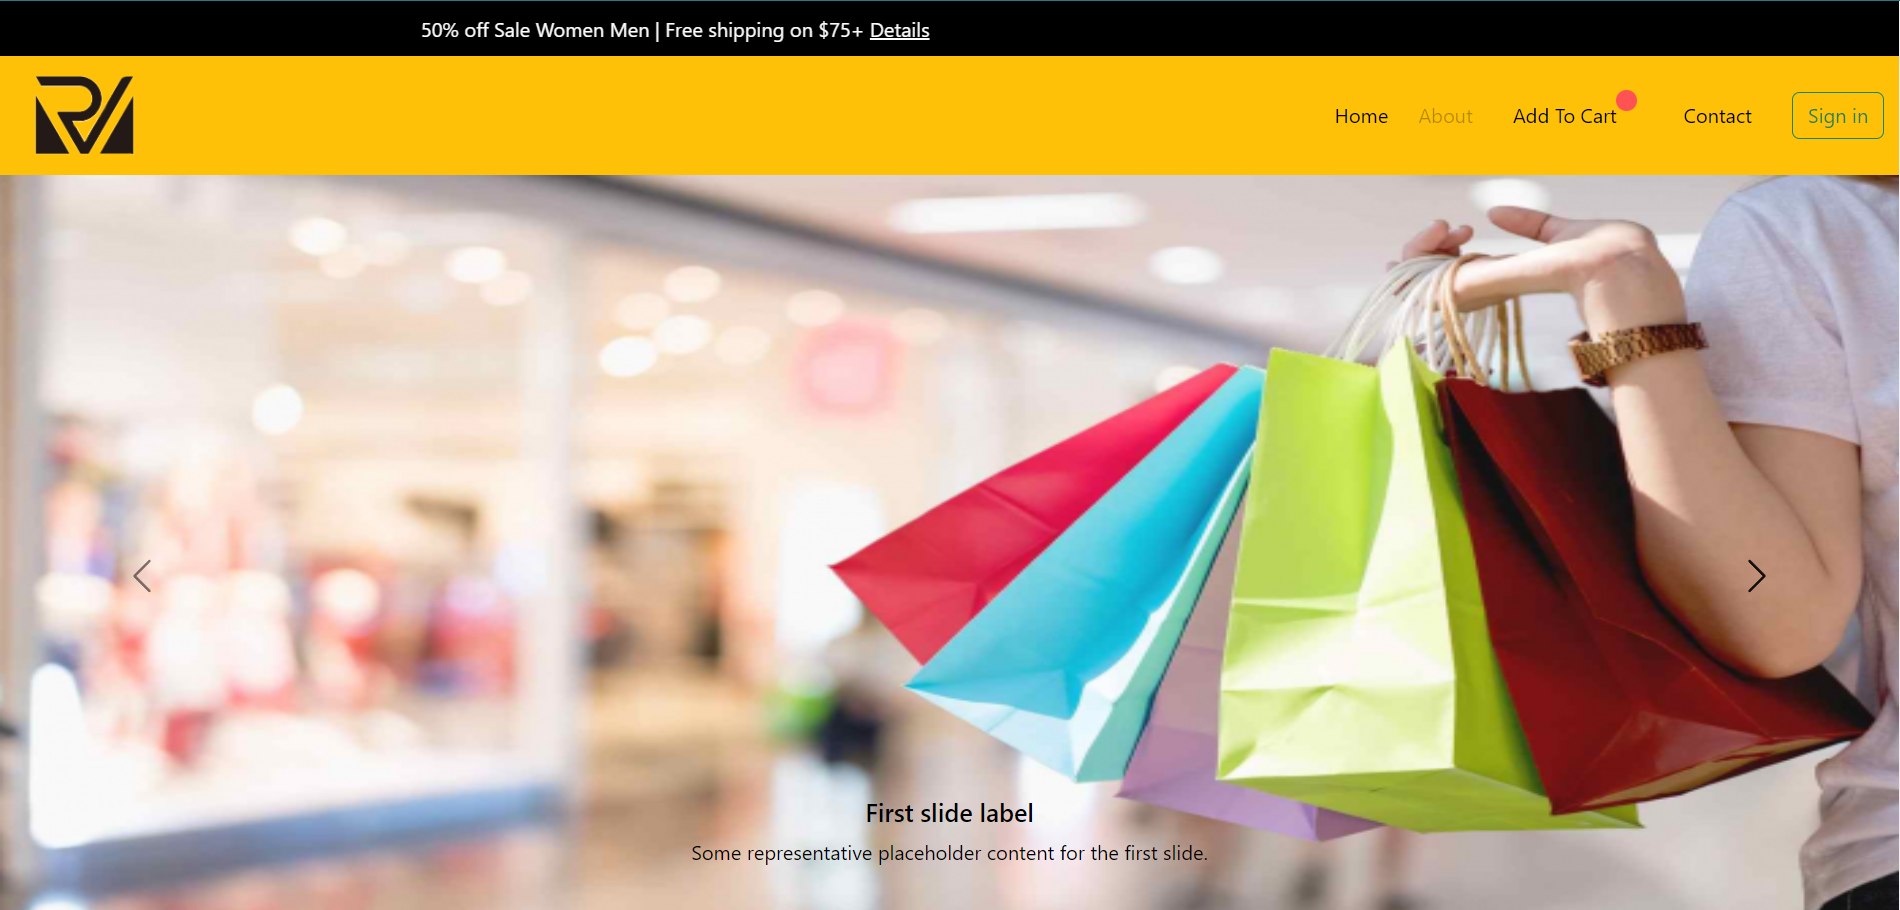 50% off Sale Women Men | Free shipping on $75+ Details
Home About Add To Cart Contact Sign in
First slide label
Some representative placeholder content for the first slide.